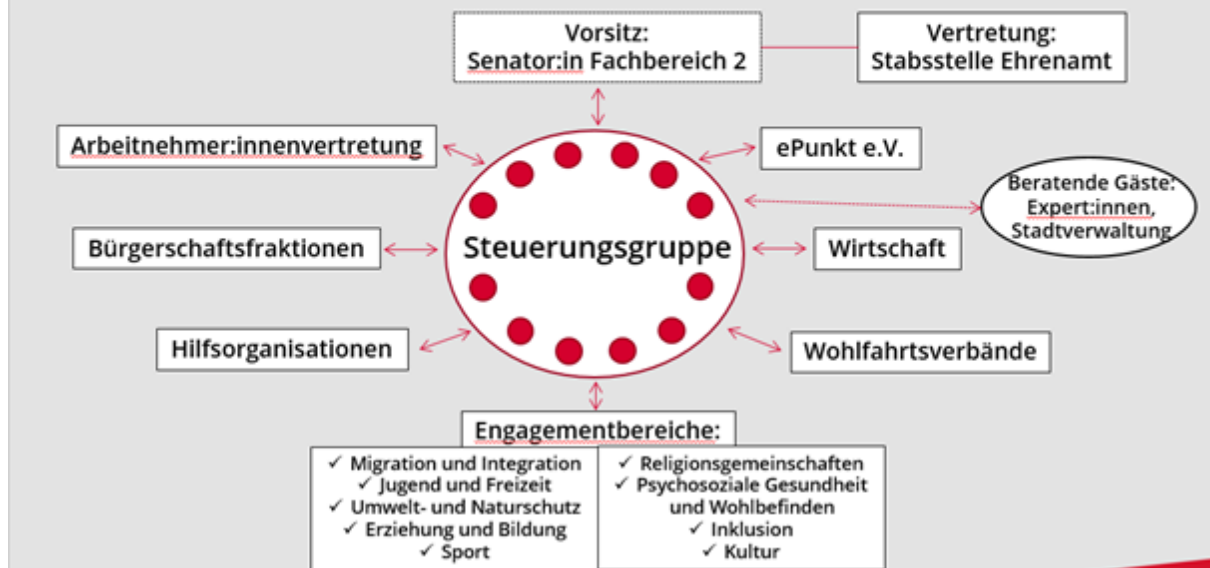 Vorsitz:
Senator:in Fachbereich 2
Vertretung:
Stabsstelle Ehrenamt
Arbeitnehmer:innenvertretung
ePunkt e.V.
Beratende Gäste:
Expert:innen,
Stadtverwaltung
Bürgerschaftsfraktionen
Steuerungsgruppe
Wirtschaft
Hilfsorganisationen
Wohlfahrtsverbände
Engagementbereiche:
✓ Migration und Integration
✓ Jugend und Freizeit
✓ Umwelt- und Naturschutz
✓ Erziehung und Bildung
✓ Sport
✓ Religionsgemeinschaften
✓ Psychosoziale Gesundheit
und Wohlbefinden
✓ Inklusion
✓ Kultur